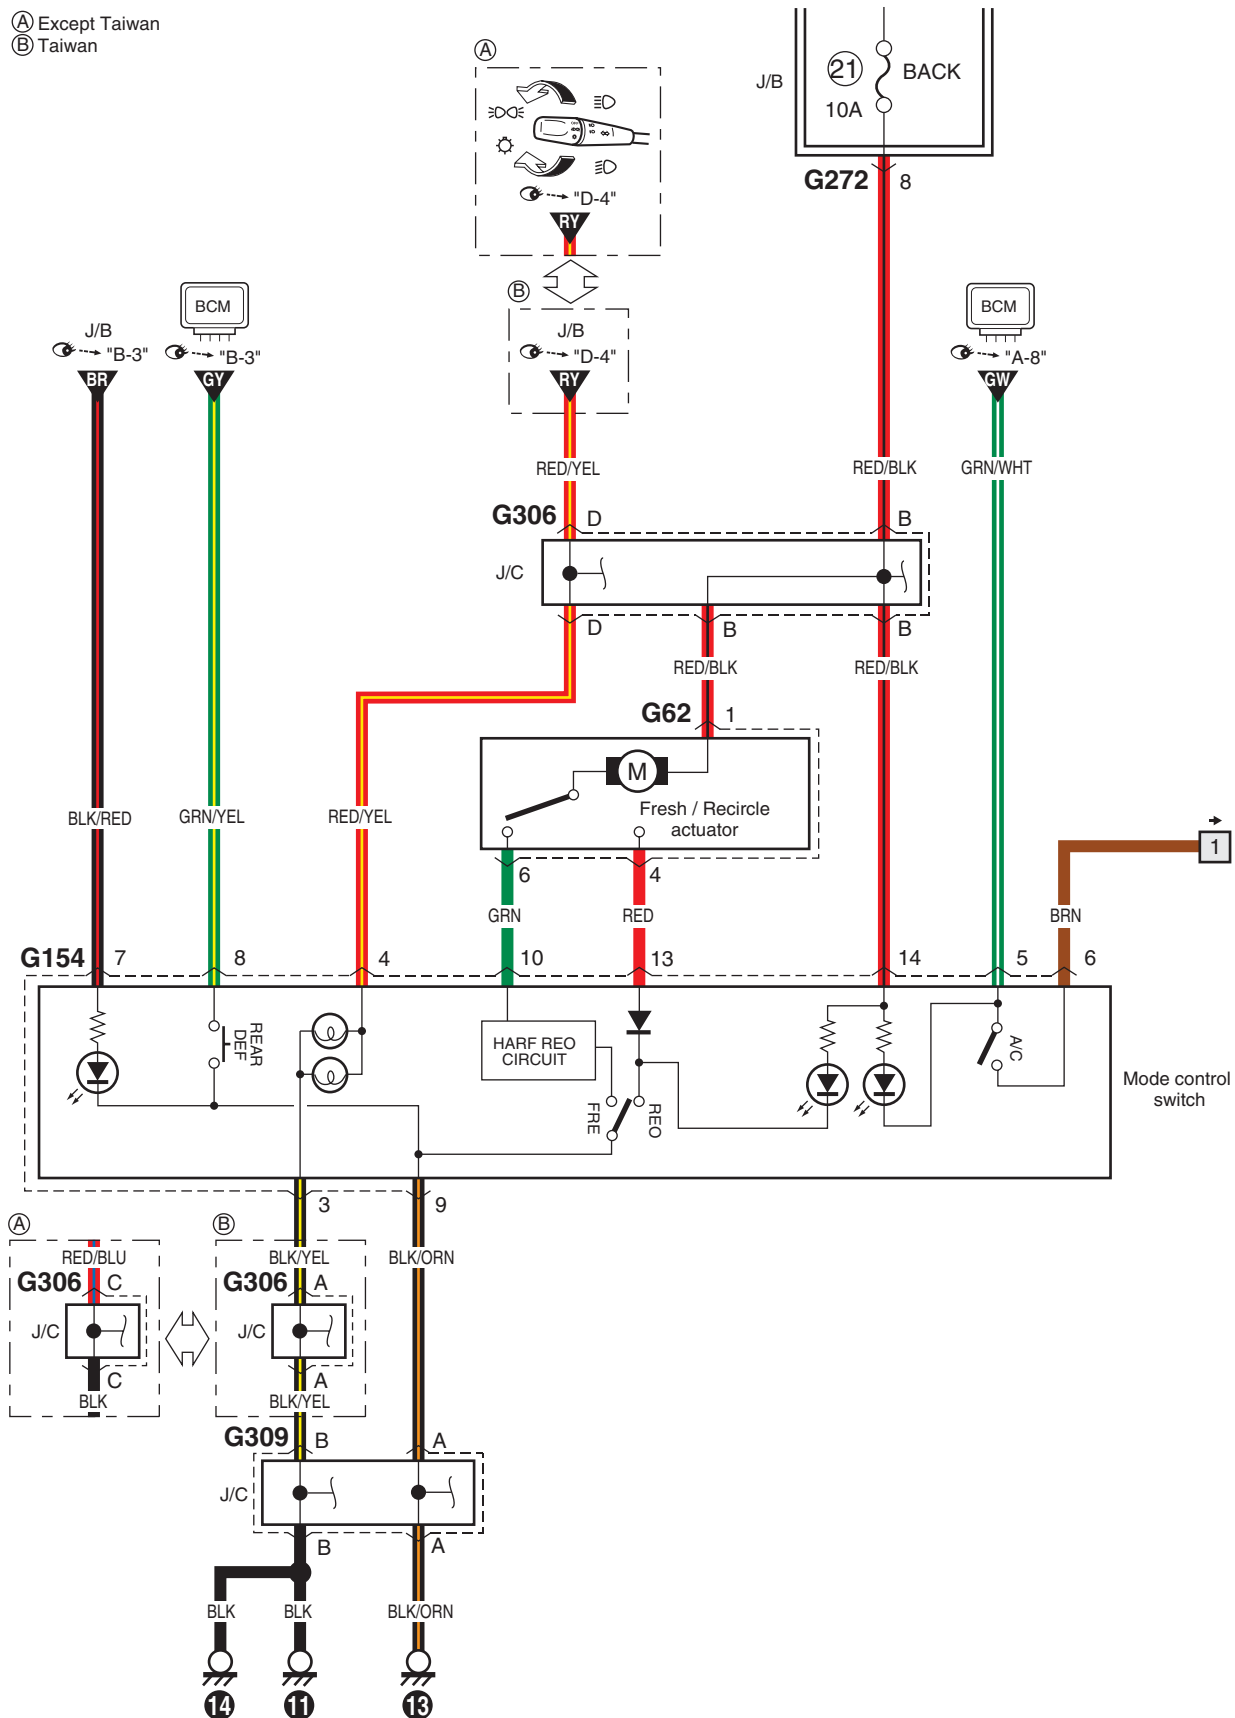 A Except Taiwan
B Taiwan
A
21 BACK
J/B
10A
OFF
"D-4"
RY
G272 8
B
BCM
BCM
J/B
J/B
"B-3"
"B-3"
"D-4"
"A-8"
BR
GY
RY
GW
RED/YEL
RED/BLK
GRN/WHT
G306 D
B
J/C
D
B
B
RED/BLK
RED/BLK
G62 1
M
Fresh / Recircle
actuator
BLK/RED
GRN/YEL
RED/YEL
1
6
4
GRN
RED
BRN
G154 7
8
4
10
13
14
5
6
REAR
DEF
HARF REO
CIRCUIT
A/C
FRE
REO
Mode control
switch
3
9
A
B
RED/BLU
BLK/YEL
BLK/ORN
G306 C
G306 A
J/C
J/C
C
A
BLK
BLK/YEL
G309 B
A
J/C
B
A
BLK
BLK
BLK/ORN
14
11
13